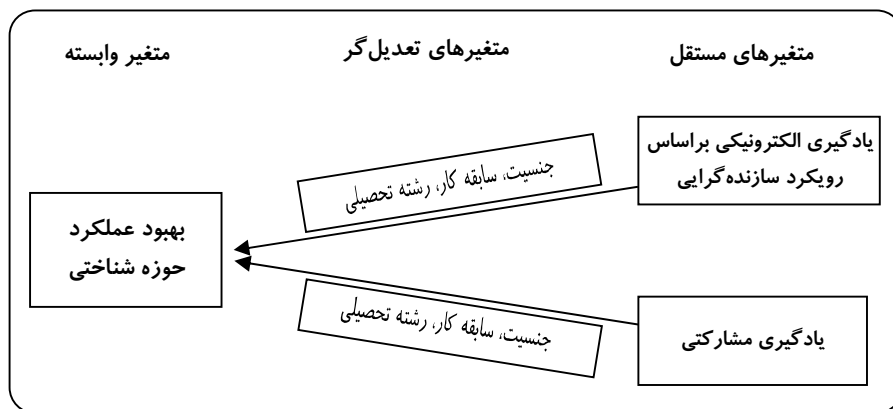 متغیرهای مستقل
متغیرهای تعدیل‌گر
متغیر وابسته
یادگیری الکترونیکی براساس
رویکرد سازنده‌گرایی
جنسیت، سابقه کار، رشته تحصیلی
بهبود عملکرد
حوزه شناختی
جنسیت، سابقه کار، رشته تحصیلی
یادگیری مشارکتی